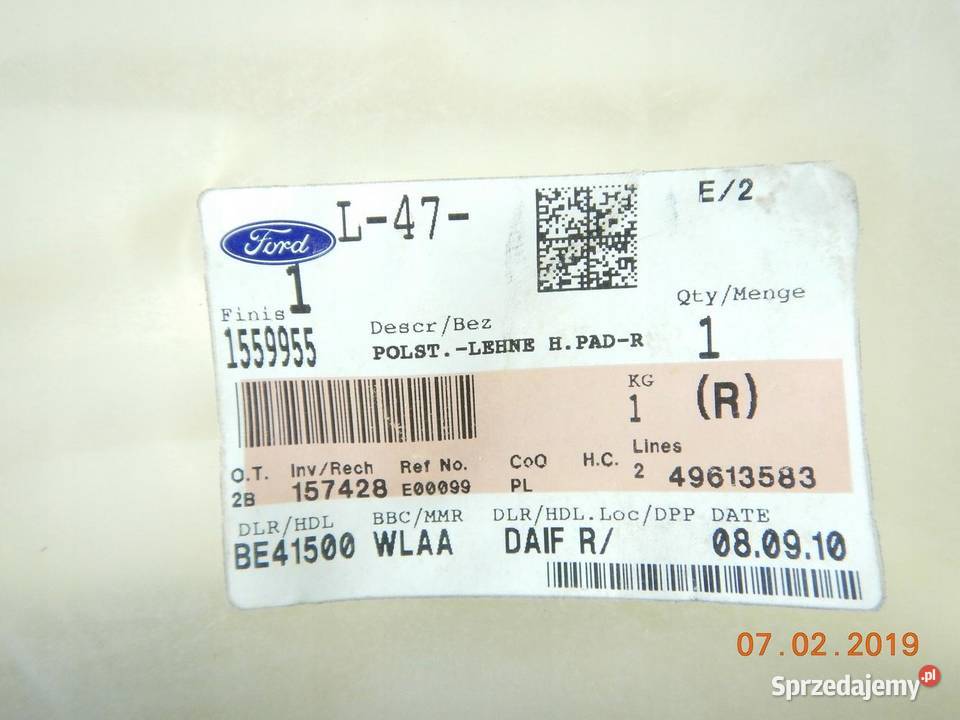 Ford L-47- E/2
1
Finis Descr/Bez Qty/Menge
1559955 POLST.-LEHNE H.PAD-R 1
KG
1 (R)
O.T. Inv/Rech Ref No. CoO H.C. Lines
2B 157428 E00099 PL 2 49613583
DLR/HDL BBC/MMR DLR/HDL.Loc/DPP DATE
BE41500 WLAA DAIF R/ 08.09.10
07.02.2019
Sprzedajemy.pl